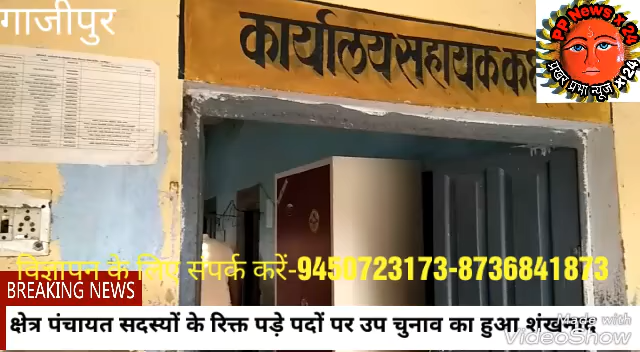 गाजीपुर
कार्यालय सहायक
PP News x 24
प्रखर प्रभा न्यूज x 24
विज्ञापन के लिए संपर्क करें-9450723173-8736841873
BREAKING NEWS
क्षेत्र पंचायत सदस्यों के रिक्त पड़े पदों पर उप चुनाव का हुआ शंखनाद
Made with
VideoShow